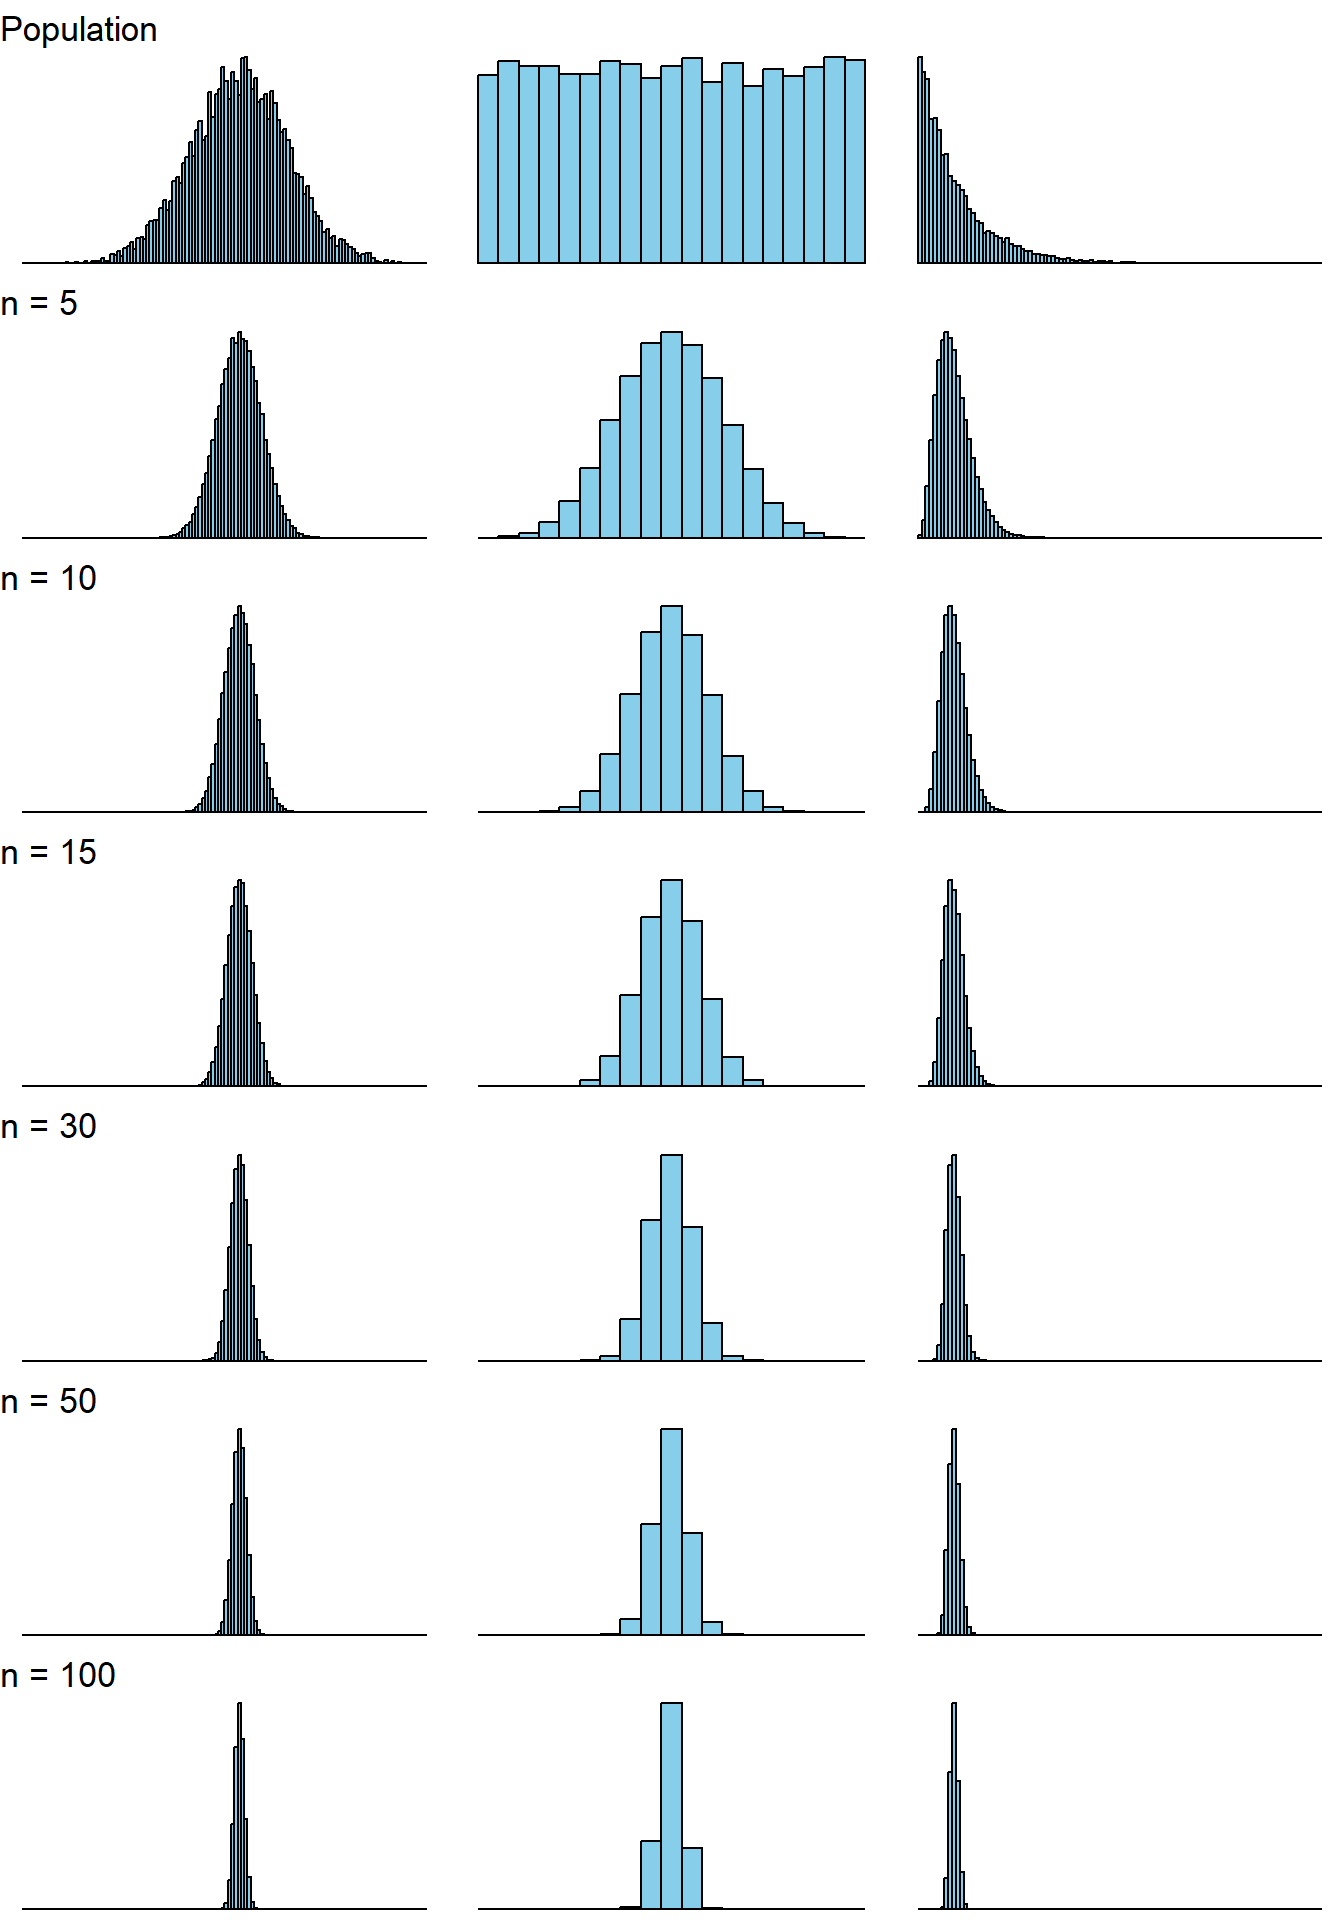 Population
n = 5
n = 10
n = 15
n = 30
n = 50
n = 100